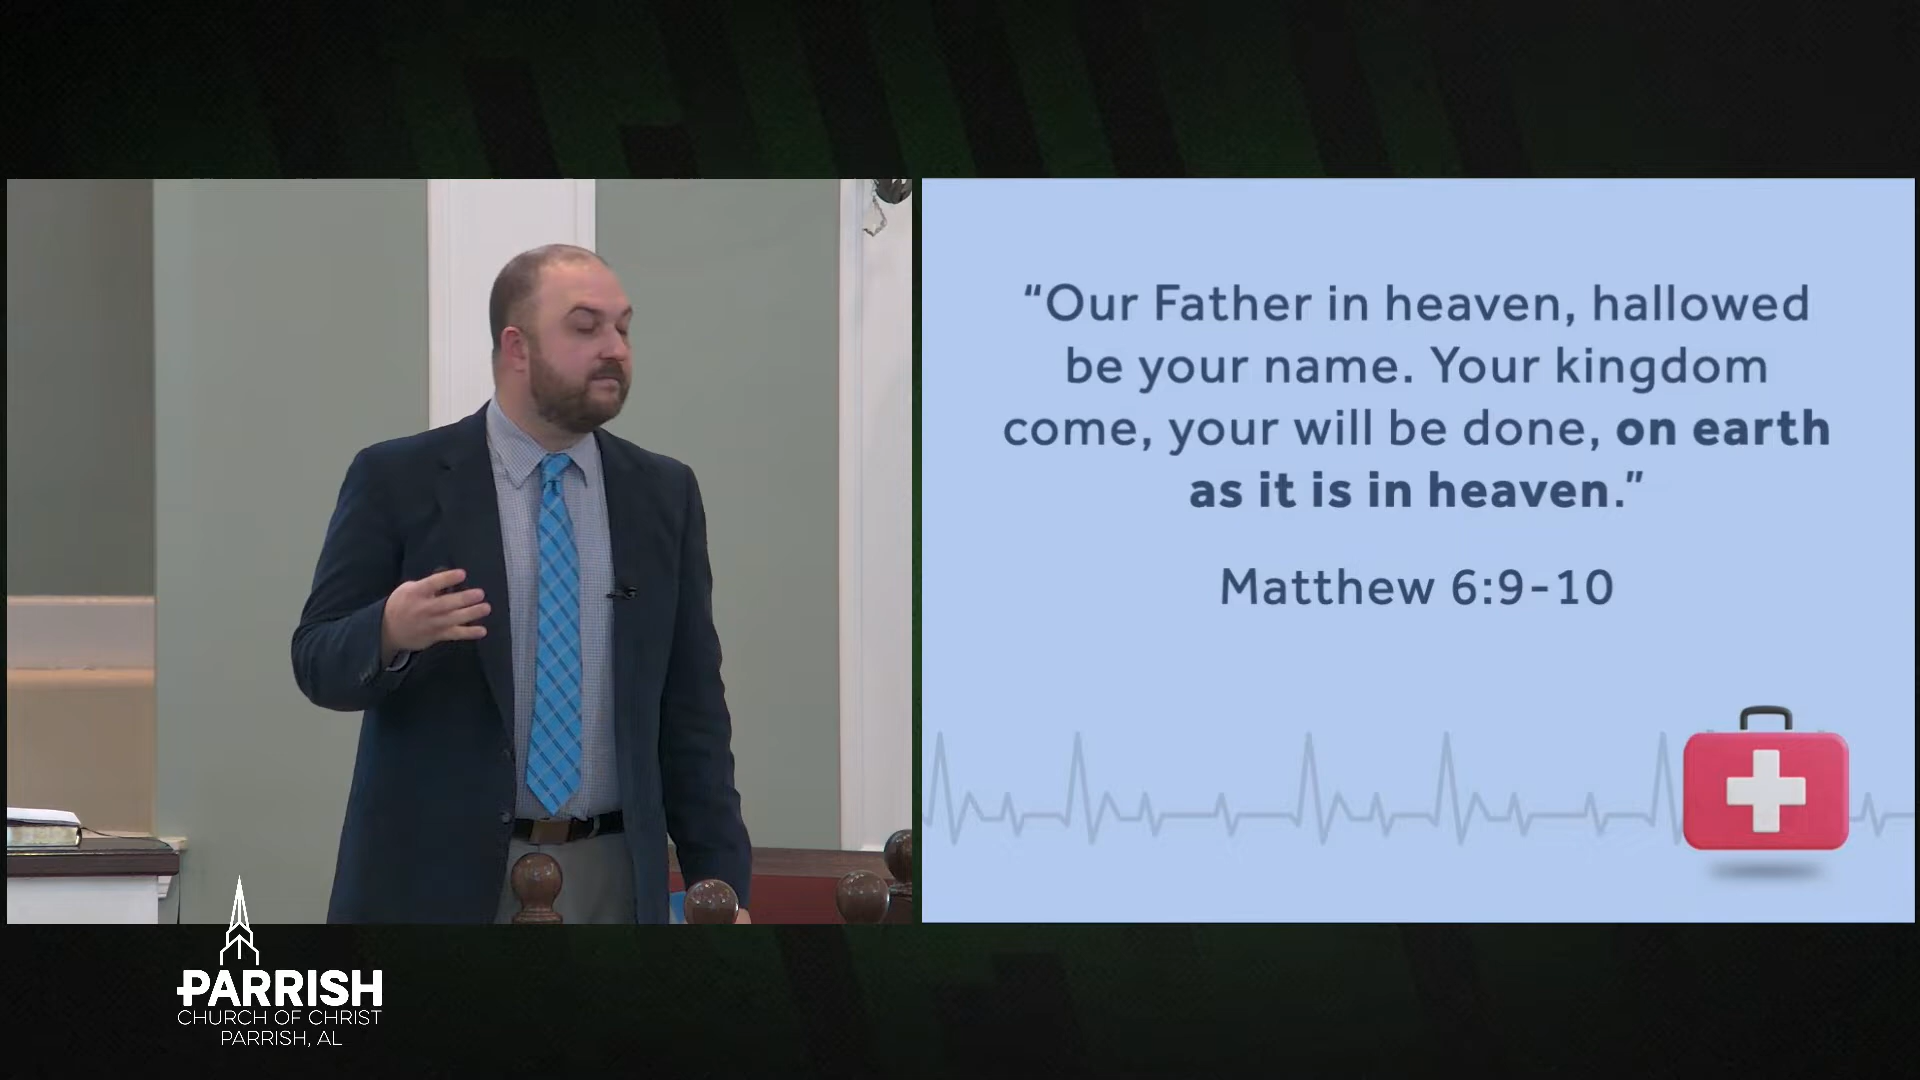 “Our Father in heaven, hallowed
be your name. Your kingdom
come, your will be done, on earth
as it is in heaven.”
Matthew 6:9-10
PARRISH
CHURCH OF CHRIST
PARRISH, AL